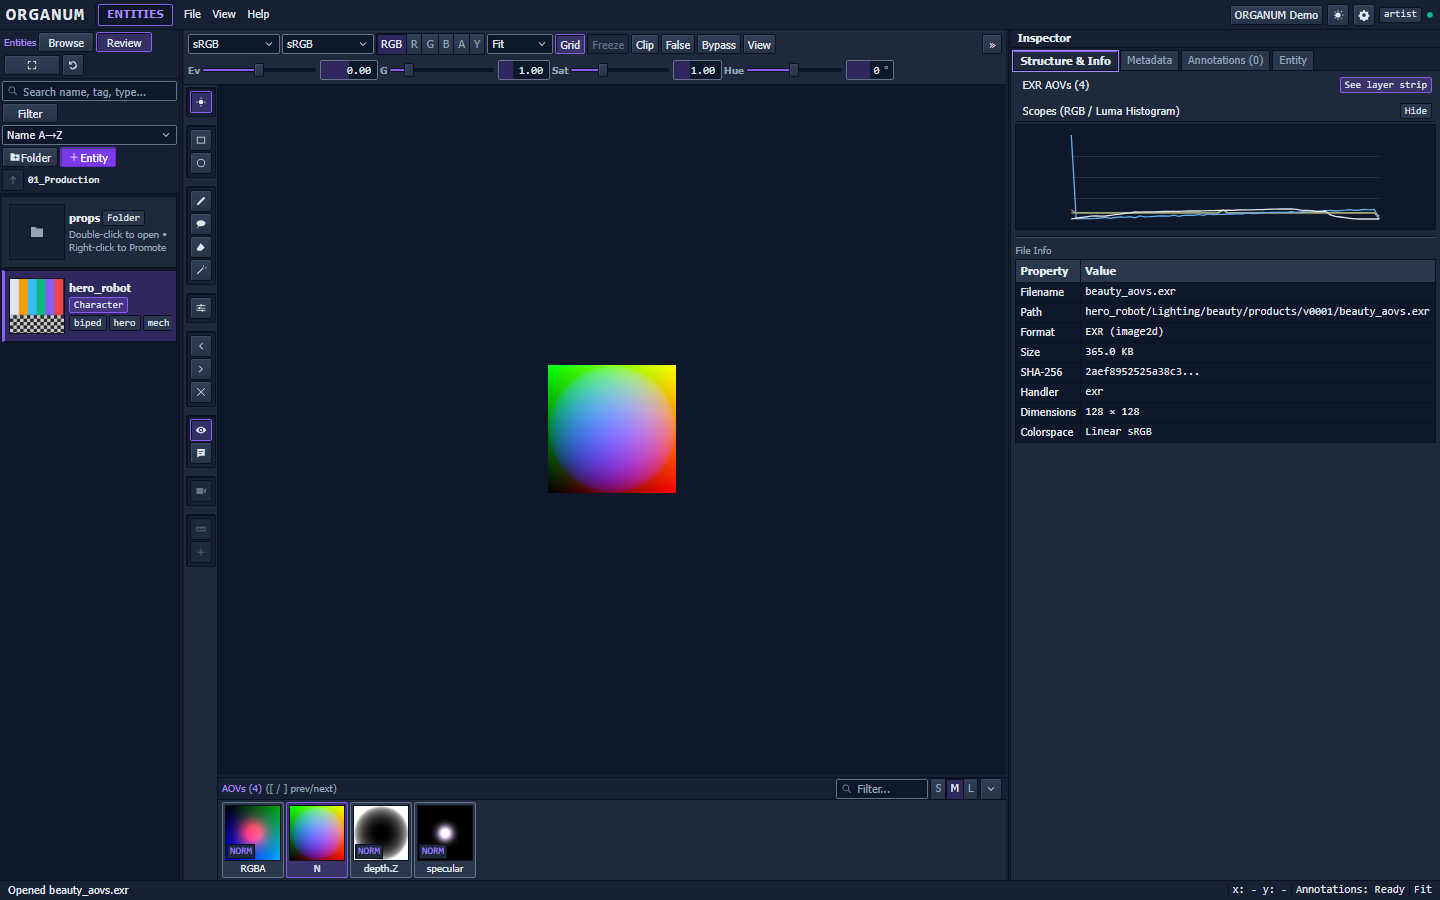 ORGANUM ENTITIES File View Help ORGANUM Demo artist
Entities Browse Review
Search name, tag, type...
Filter
Name A→Z
Folder + Entity
↑ 01_Production
props Folder
Double-click to open •
Right-click to Promote
hero_robot
Character
biped hero mech
sRGB sRGB RGB R G B A Y Fit Grid Freeze Clip False Bypass View »
Ev 0.00 G 1.00 Sat 1.00 Hue 0 °
AOVs (4) ([ / ] prev/next) Filter... S M L
NORM NORM NORM
RGBA N depth.Z specular
Inspector
Structure & Info Metadata Annotations (0) Entity
EXR AOVs (4) See layer strip
Scopes (RGB / Luma Histogram) Hide
File Info
Property Value
Filename beauty_aovs.exr
Path hero_robot/Lighting/beauty/products/v0001/beauty_aovs.exr
Format EXR (image2d)
Size 365.0 KB
SHA-256 2aef8952525a38c3...
Handler exr
Dimensions 128 × 128
Colorspace Linear sRGB
Opened beauty_aovs.exr x: - y: - Annotations: Ready Fit